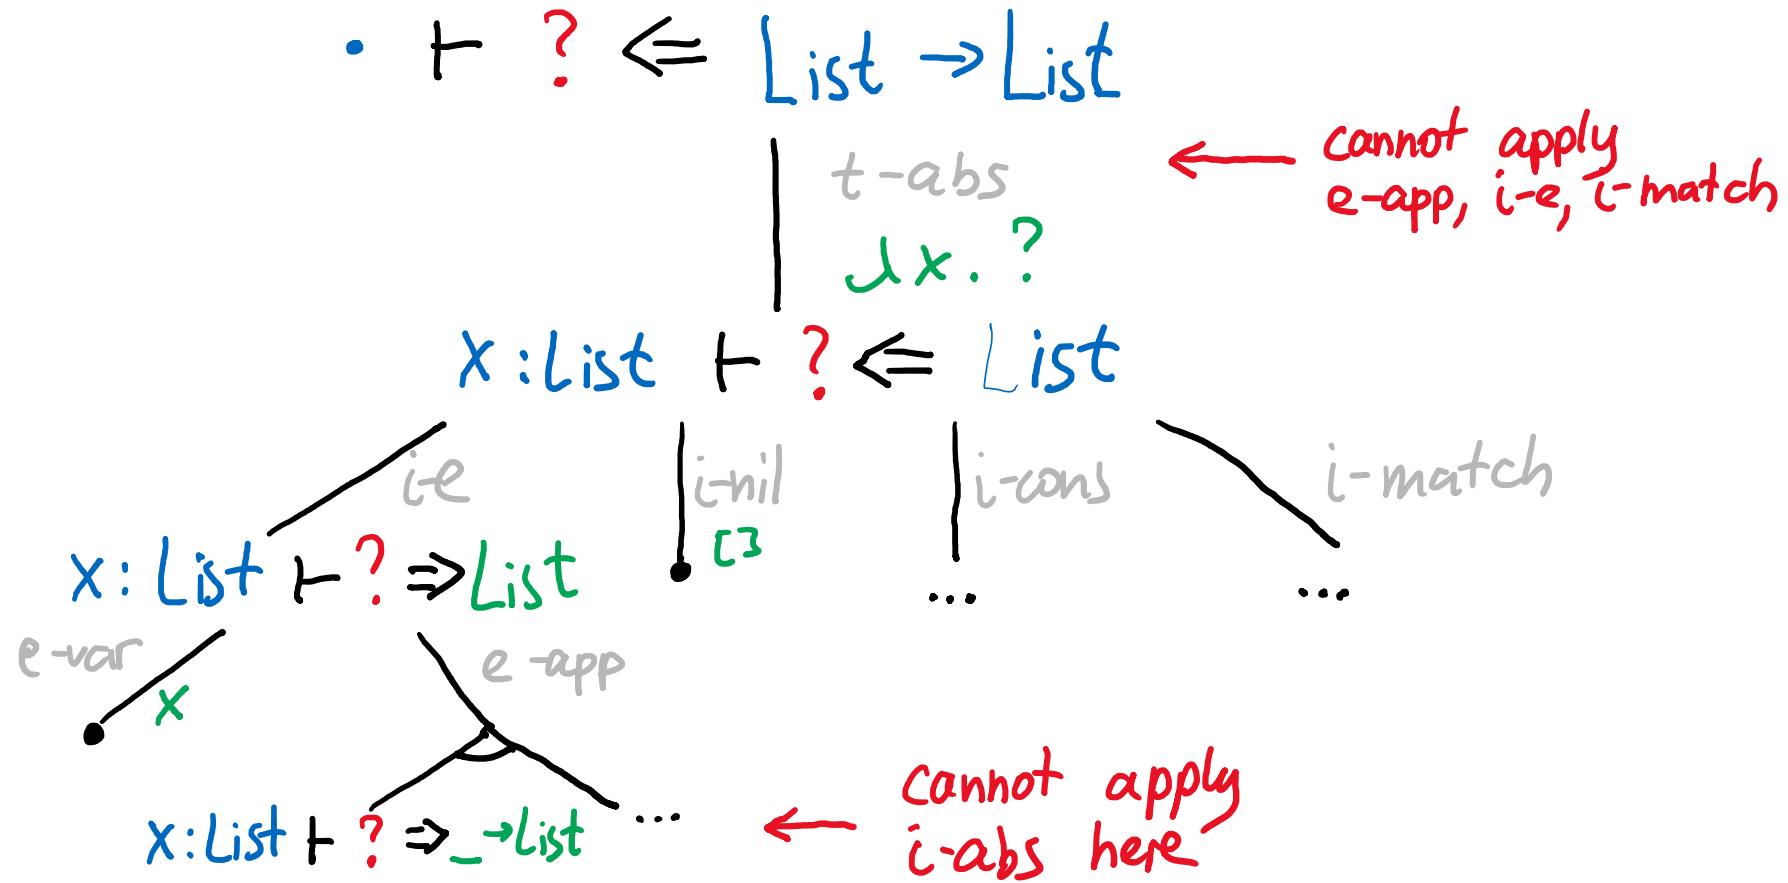 · ⊢ ? ⇐ List → List
t-abs
λx. ?
cannot apply
e-app, i-e, i-match
x : List ⊢ ? ⇐ List
i-e
i-nil
[]
i-cons
i-match
x : List ⊢ ? ⇒ List
...
...
e-var
x
e-app
x : List ⊢ ? ⇒ _ → List
...
cannot apply
i-abs here